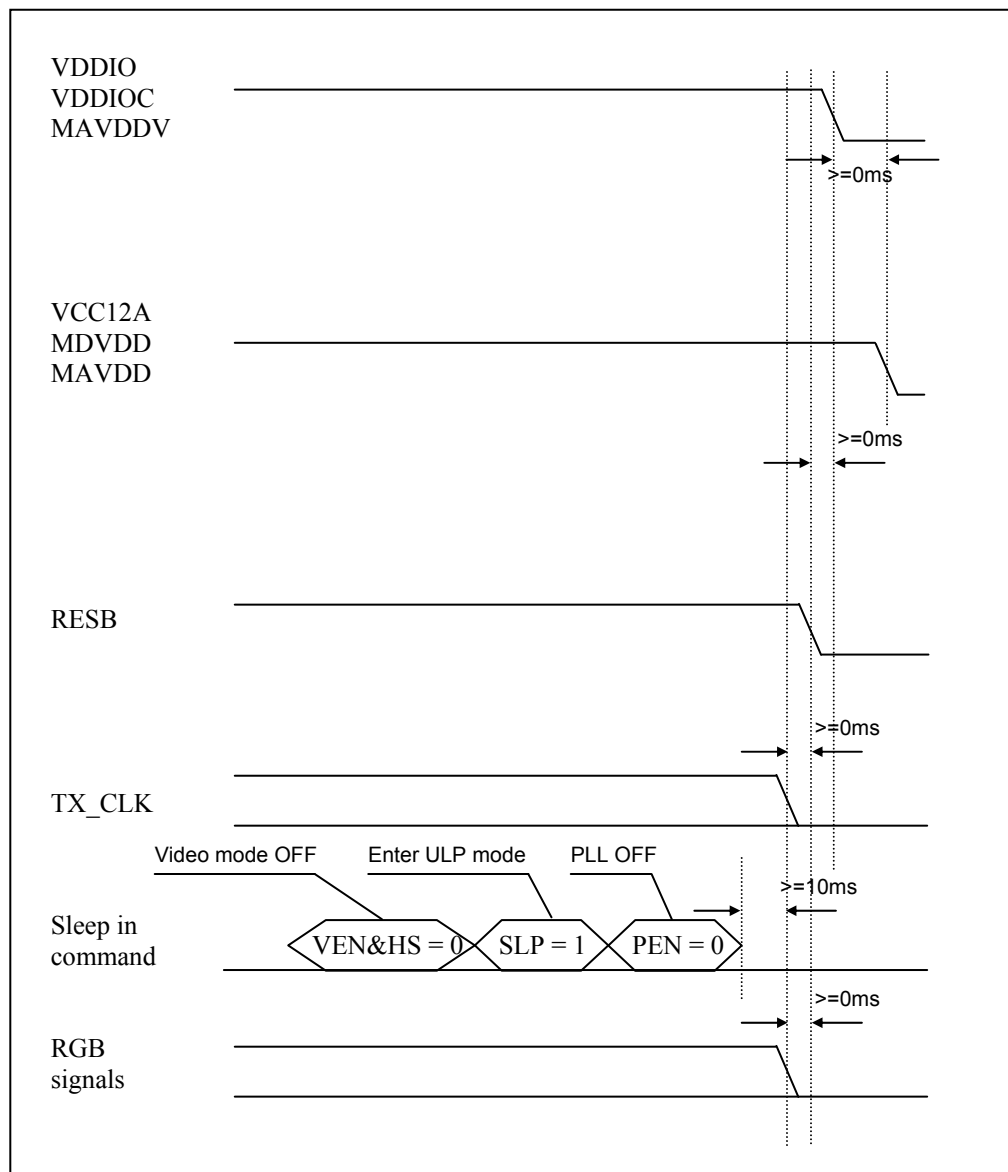 VDDIO
VDDIOC
MAVDDV
>=0ms
VCC12A
MDVDD
MAVDD
>=0ms
RESB
>=0ms
TX_CLK
Video mode OFF
Enter ULP mode
PLL OFF
>=10ms
Sleep in
command
VEN&HS = 0
SLP = 1
PEN = 0
>=0ms
RGB
signals